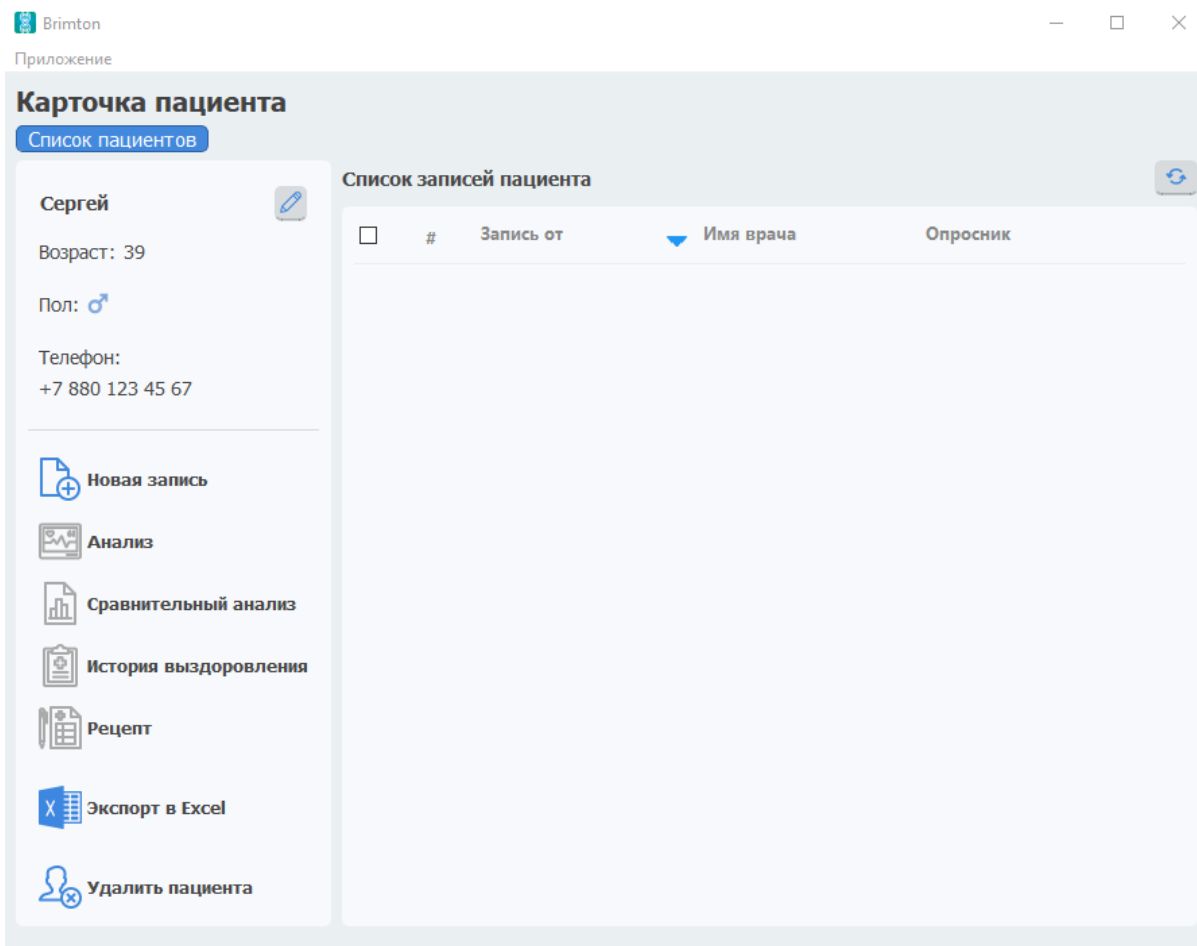 Brimton
Приложение
Карточка пациента
Список пациентов
Сергей
Возраст: 39
Пол:
Телефон:
+7 880 123 45 67
Новая запись
Анализ
Сравнительный анализ
История выздоровления
Рецепт
Экспорт в Excel
Удалить пациента
Список записей пациента
# Запись от Имя врача Опросник